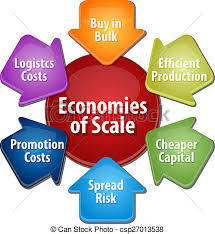 Buy in
Bulk
Logistcs
Costs
Efficient
Production
Economies
of Scale
Promotion
Costs
Cheaper
Capital
Spread
Risk
© Can Stock Photo - csp27013538